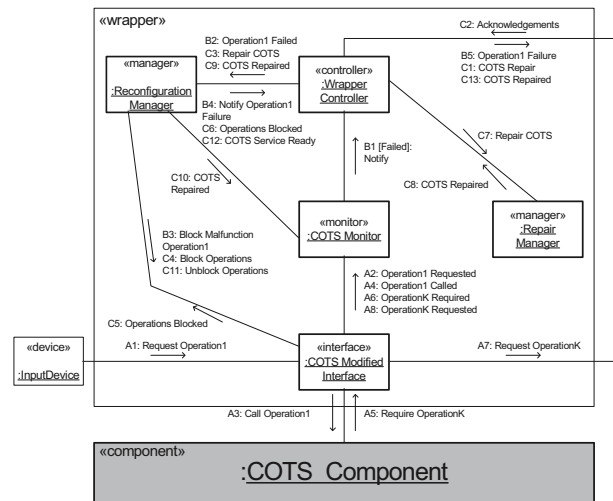 «wrapper»
C2: Acknowledgements
B2: Operation1 Failed
C3: Repair COTS
C9: COTS Repaired
B5: Operation1 Failure
C1: COTS Repair
C13: COTS Repaired
«manager»
:Reconfiguration
Manager
«controller»
:Wrapper
Controller
B4: Notify Operation1
Failure
C6: Operations Blocked
C12: COTS Service Ready
C7: Repair COTS
B1 [Failed]:
Notify
C10: COTS
Repaired
C8: COTS Repaired
«monitor»
:COTS Monitor
«manager»
:Repair
Manager
B3: Block Malfunction
Operation1
C4: Block Operations
C11: Unblock Operations
A2: Operation1 Requested
A4: Operation1 Called
A6: OperationK Required
A8: OperationK Requested
C5: Operations Blocked
«device»
:InputDevice
A1: Request Operation1
«interface»
:COTS Modified
Interface
A7: Request OperationK
A3: Call Operation1
A5: Require OperationK
«component»
:COTS Component